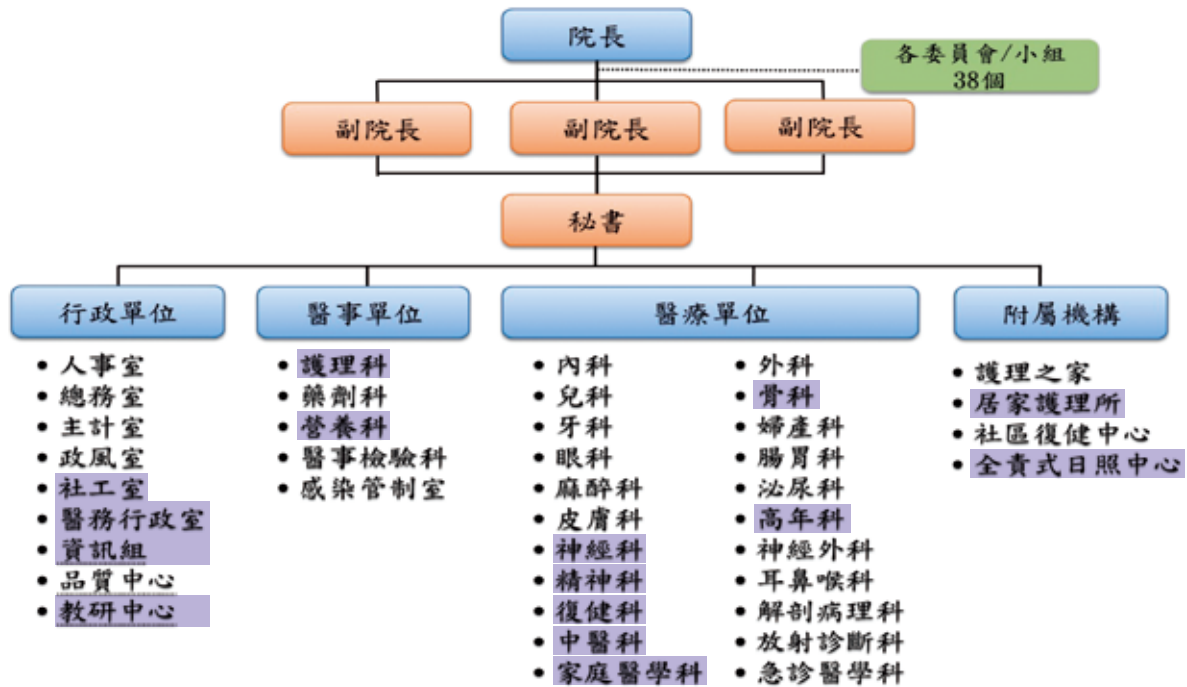 院長
各委員會/小組
38個
副院長
副院長
副院長
秘書
行政單位
• 人事室
• 總務室
• 主計室
• 政風室
• 社工室
• 醫務行政室
• 資訊組
• 品質中心
• 教研中心
醫事單位
• 護理科
• 藥劑科
• 營養科
• 醫事檢驗科
• 感染管制室
醫療單位
• 內科
• 兒科
• 牙科
• 眼科
• 麻醉科
• 皮膚科
• 神經科
• 精神科
• 復健科
• 中醫科
• 家庭醫學科
• 外科
• 骨科
• 婦產科
• 腸胃科
• 泌尿科
• 高年科
• 神經外科
• 耳鼻喉科
• 解剖病理科
• 放射診斷科
• 急診醫學科
附屬機構
• 護理之家
• 居家護理所
• 社區復健中心
• 全責式日照中心